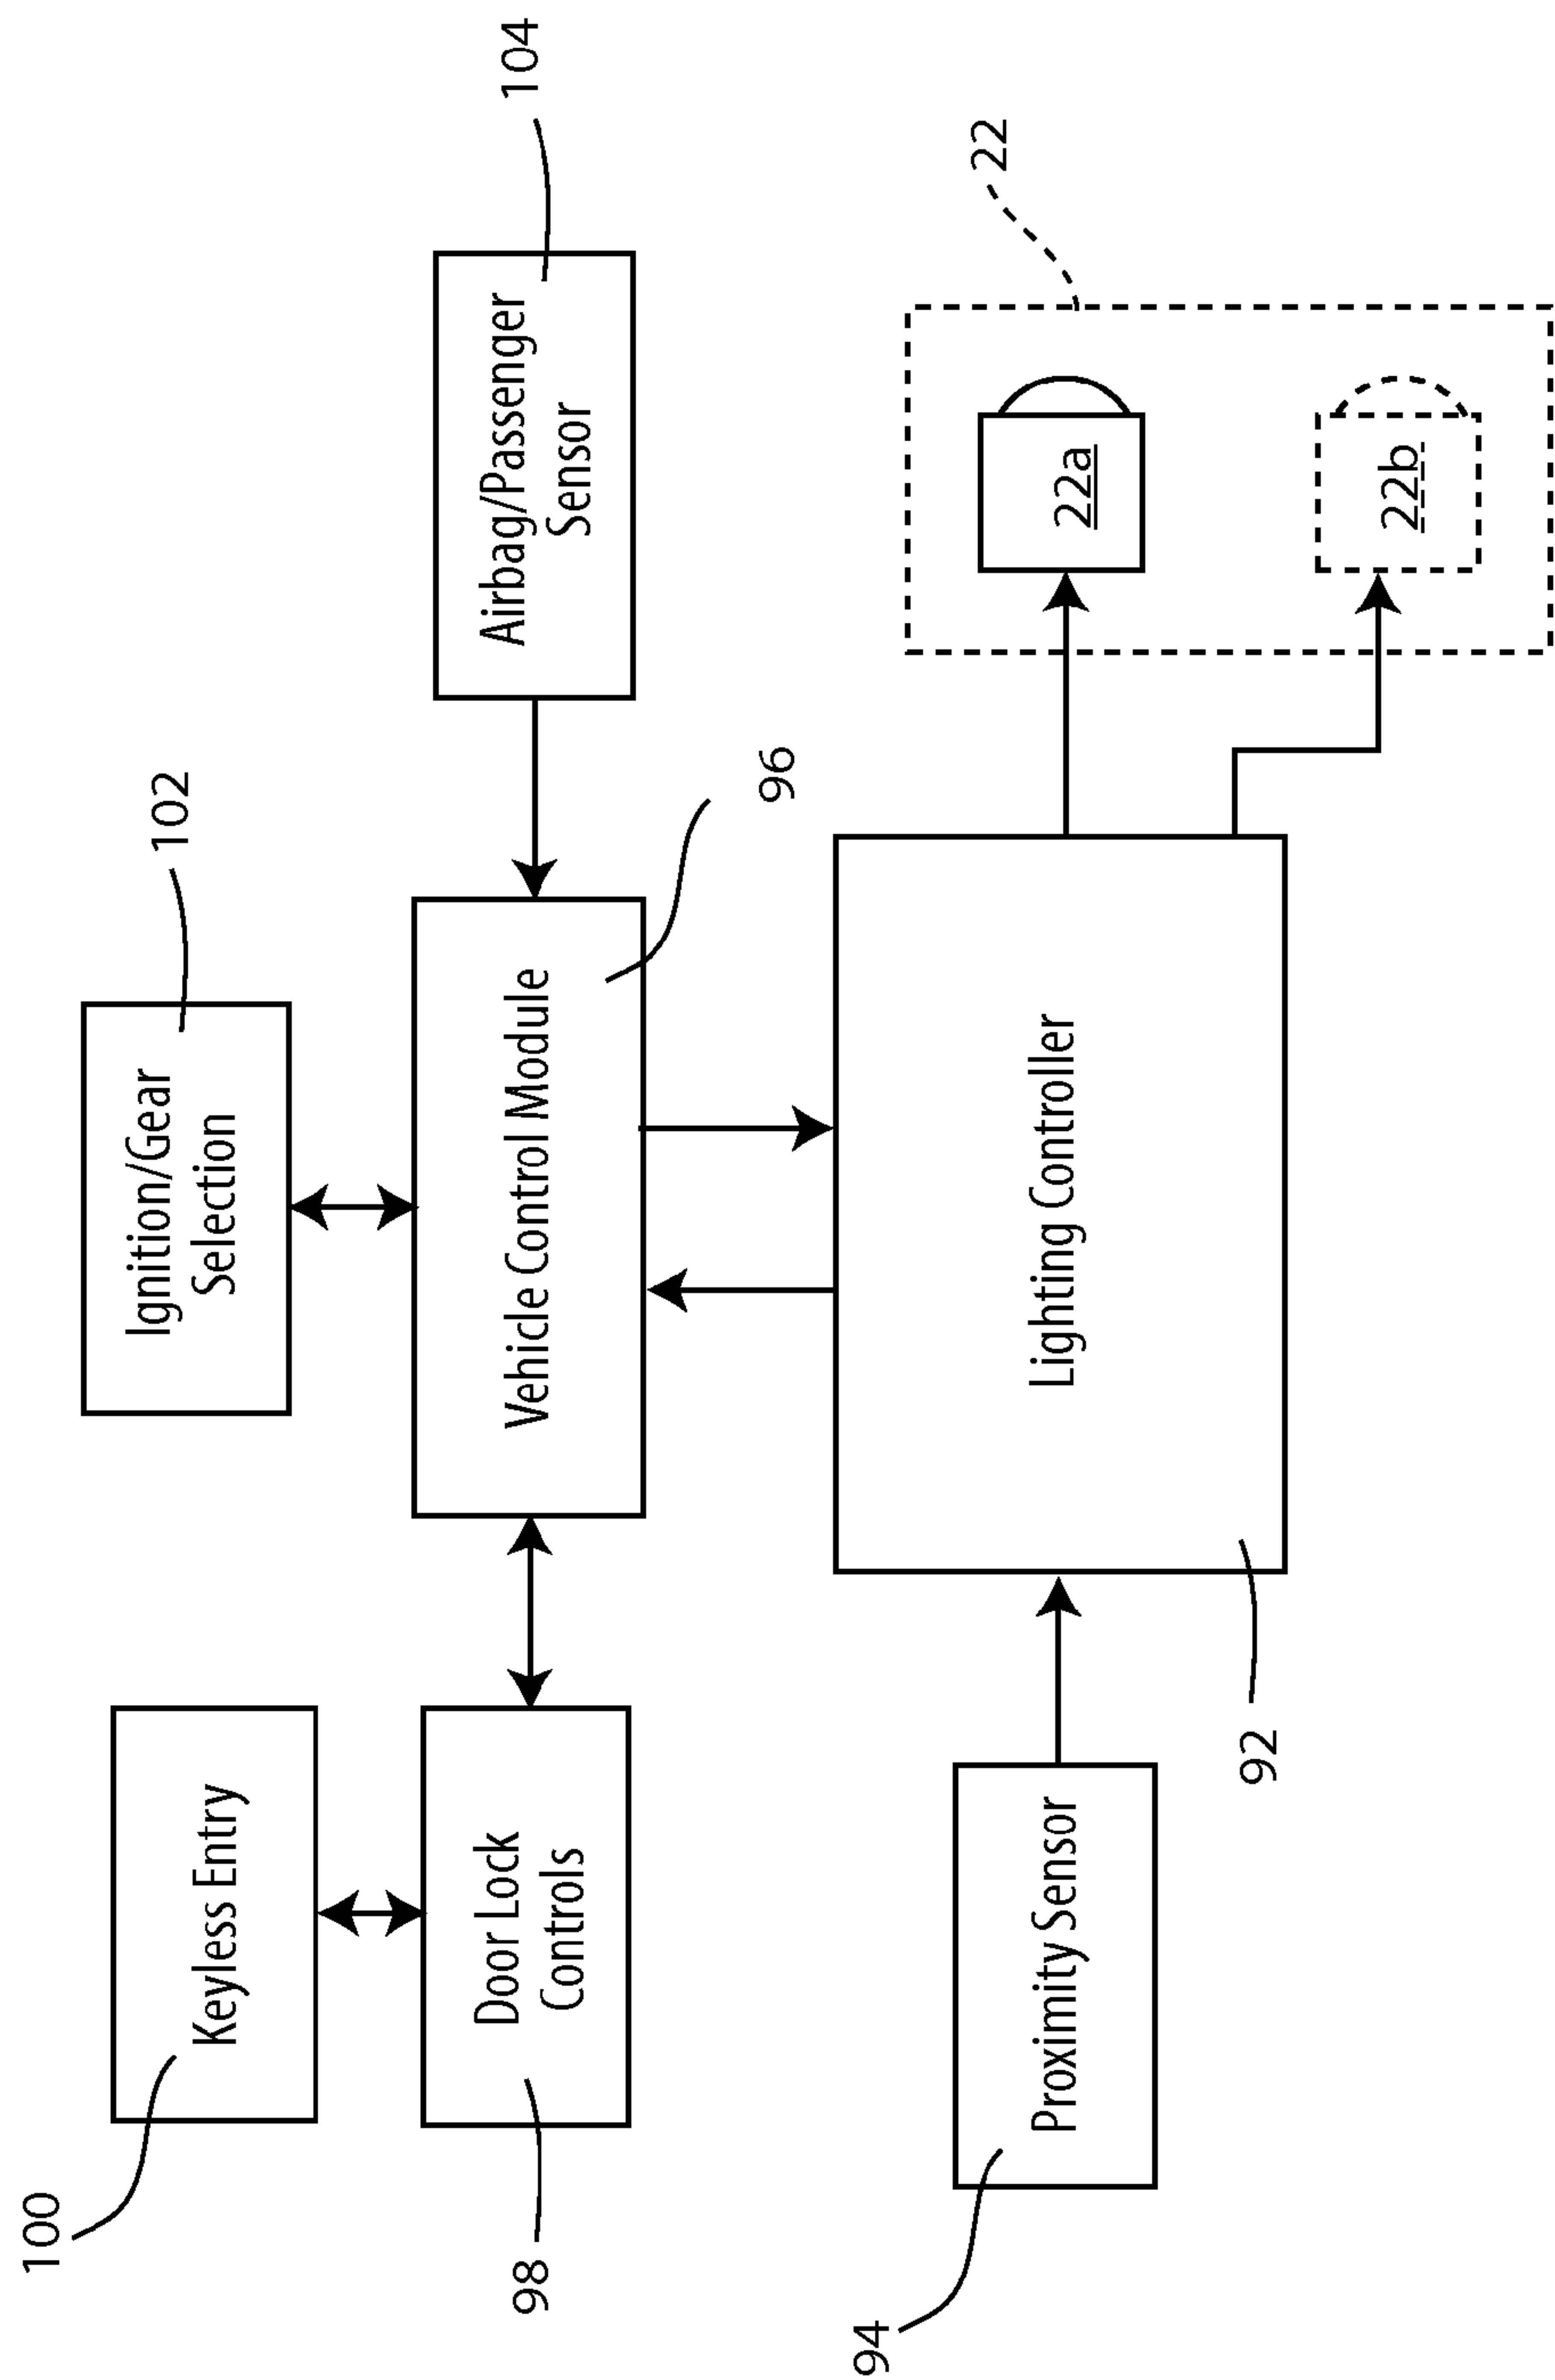 100
Keyless Entry
102
Ignition/Gear
Selection
98
Door Lock
Controls
Vehicle Control Module
96
104
Airbag/Passenger
Sensor
94
Proximity Sensor
92
Lighting Controller
22
22a
22b